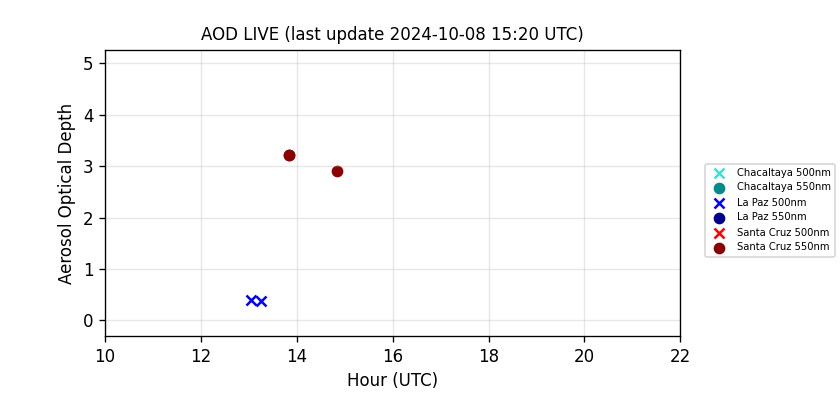 AOD LIVE (last update 2024-10-08 15:20 UTC)
5
4
3
2
1
0
Aerosol Optical Depth
10 12 14 16 18 20 22
Hour (UTC)
Chacaltaya 500nm
Chacaltaya 550nm
La Paz 500nm
La Paz 550nm
Santa Cruz 500nm
Santa Cruz 550nm